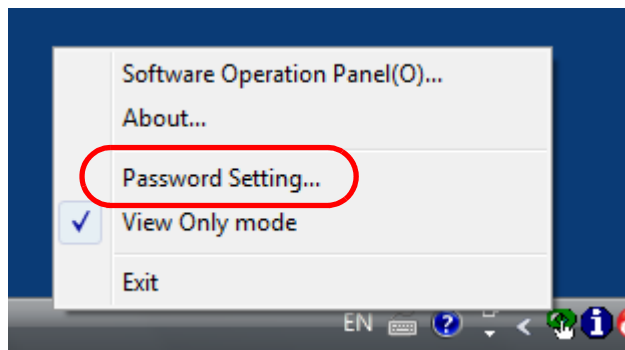 Software Operation Panel(O)...
About...
Password Setting...
View Only mode
Exit
EN